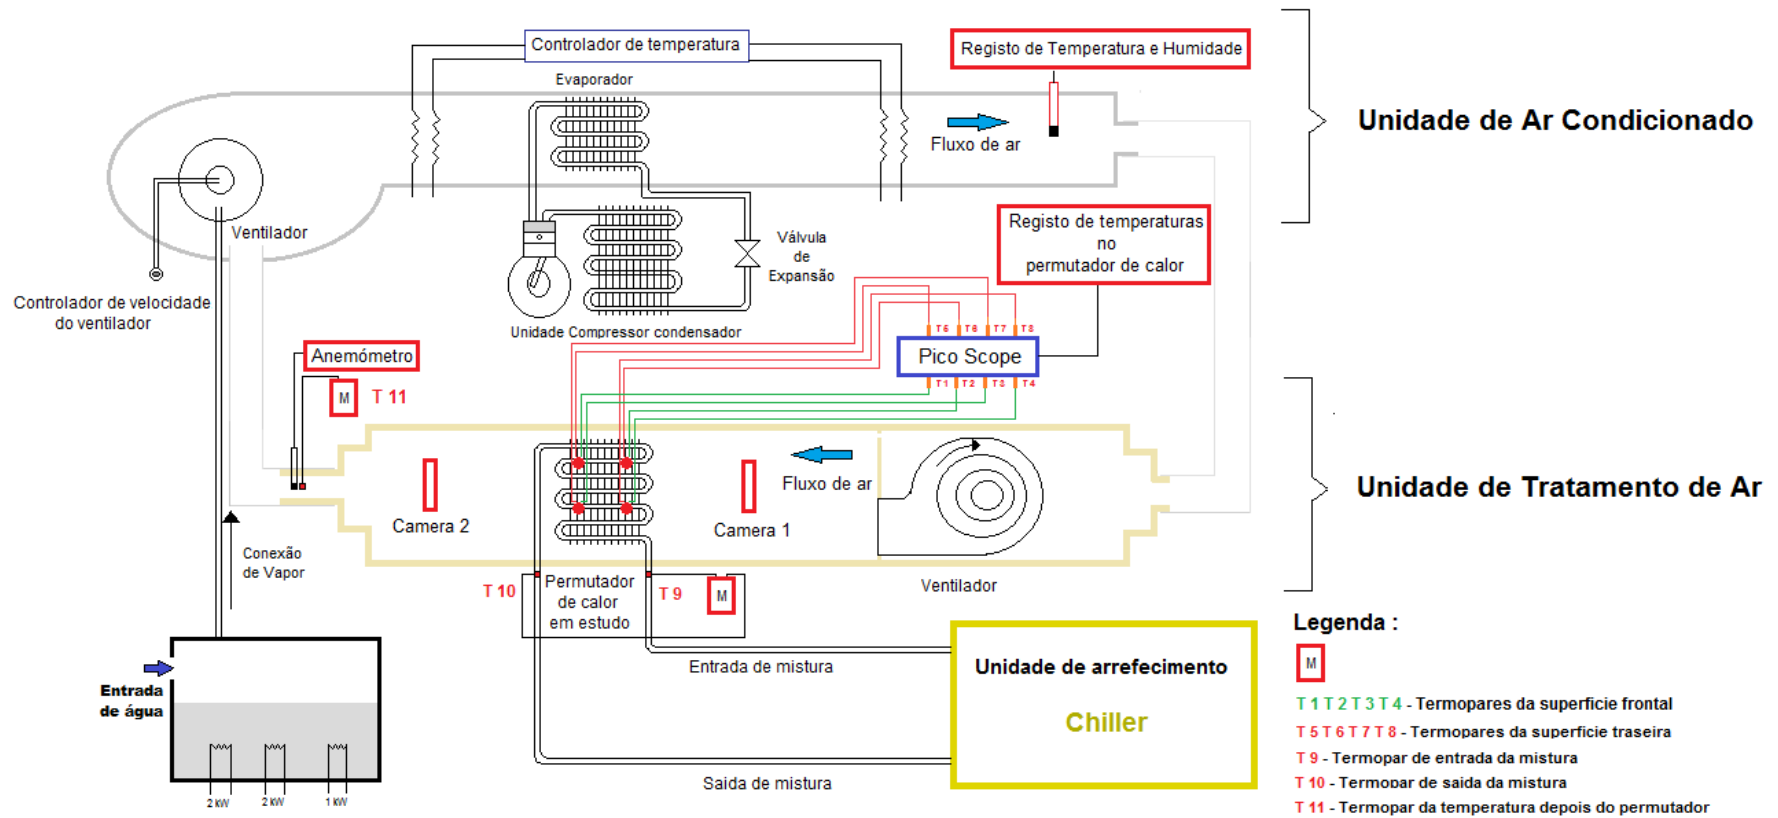 Controlador de temperatura
Registo de Temperatura e Humidade
Evaporador
Fluxo de ar
Unidade de Ar Condicionado
Ventilador
Controlador de velocidade
do ventilador
Válvula
de
Expansão
Unidade Compressor condensador
Registo de temperaturas
no
permutador de calor
T5 T6 T7 T8
Pico Scope
T1 T2 T3 T4
Anemómetro
M
T 11
Camera 2
Camera 1
Fluxo de ar
Ventilador
Unidade de Tratamento de Ar
Conexão
de Vapor
T 10
Permutador
de calor
em estudo
T 9
M
Entrada
de água
2 kW
2 kW
1 kW
Entrada de mistura
Saida de mistura
Unidade de arrefecimento
Chiller
Legenda :
M
T 1 T 2 T 3 T 4 - Termopares da superficie frontal
T 5 T 6 T 7 T 8 - Termopares da superficie traseira
T 9 - Termopar de entrada da mistura
T 10 - Termopar de saida da mistura
T 11 - Termopar da temperatura depois do permutador